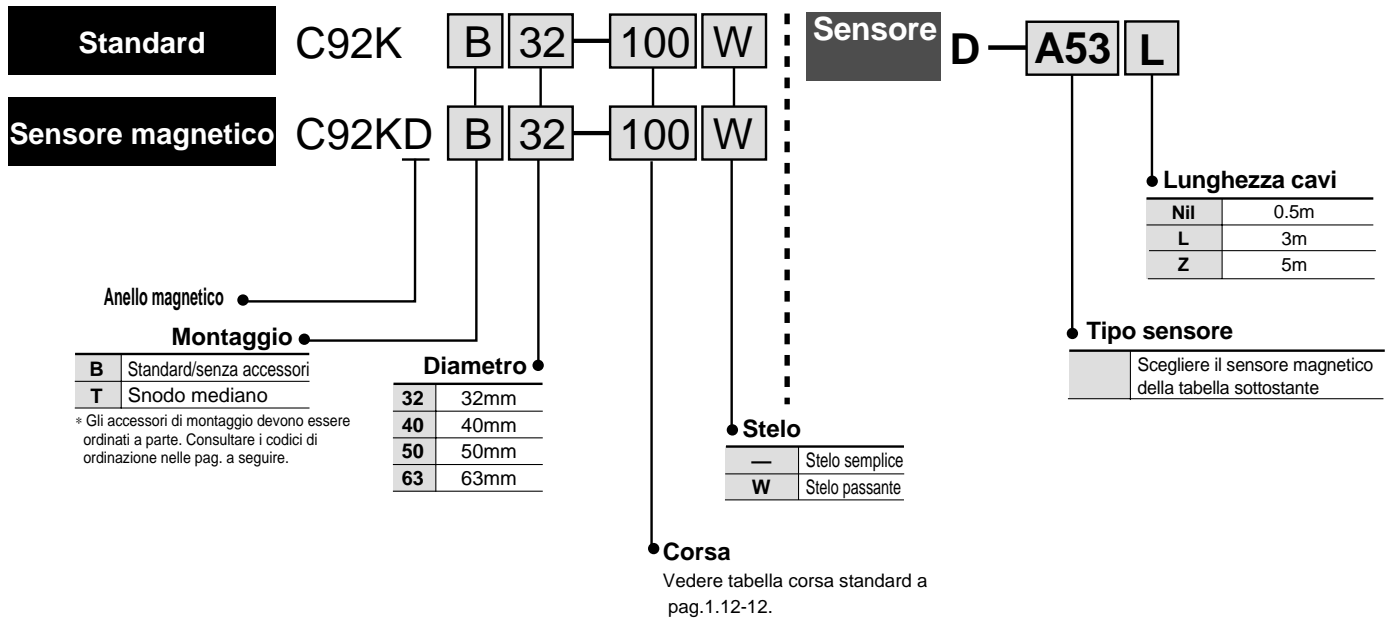 Standard C92K B 32 — 100 W
Sensore magnetico C92KD B 32 — 100 W
Sensore D — A53 L
Lunghezza cavi
Nil 0.5m
L 3m
Z 5m
Anello magnetico
Montaggio
B Standard/senza accessori
T Snodo mediano
* Gli accessori di montaggio devono essere
ordinati a parte. Consultare i codici di
ordinazione nelle pag. a seguire.
Diametro
32 32mm
40 40mm
50 50mm
63 63mm
Tipo sensore
Scegliere il sensore magnetico
della tabella sottostante
Stelo
— Stelo semplice
W Stelo passante
Corsa
Vedere tabella corsa standard a
pag.1.12-12.